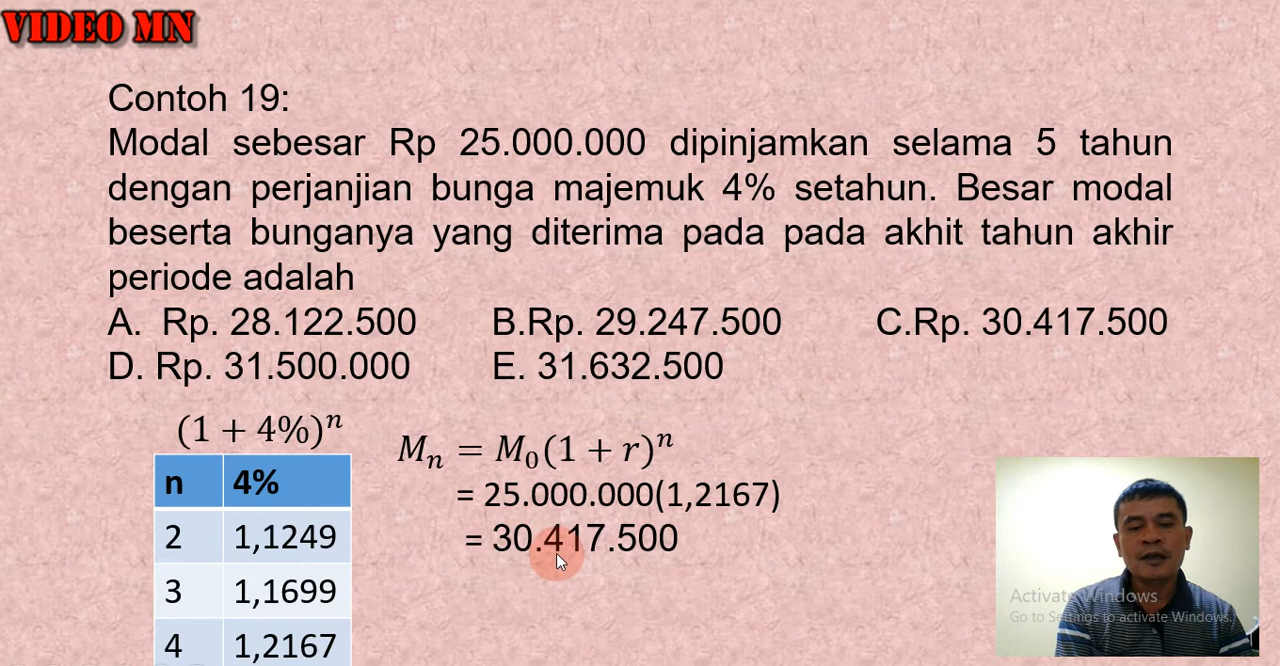 VIDEO MN
Contoh 19:
Modal sebesar Rp 25.000.000 dipinjamkan selama 5 tahun
dengan perjanjian bunga majemuk 4% setahun. Besar modal
beserta bunganya yang diterima pada pada akhit tahun akhir
periode adalah
A. Rp. 28.122.500 B.Rp. 29.247.500 C.Rp. 30.417.500
D. Rp. 31.500.000 E. 31.632.500
(1 + 4%)ⁿ
n 4%
2 1,1249
3 1,1699
4 1,2167
Mₙ = M₀(1 + r)ⁿ
= 25.000.000(1,2167)
= 30.417.500
Activate Windows
Go to Settings to activate Windows.